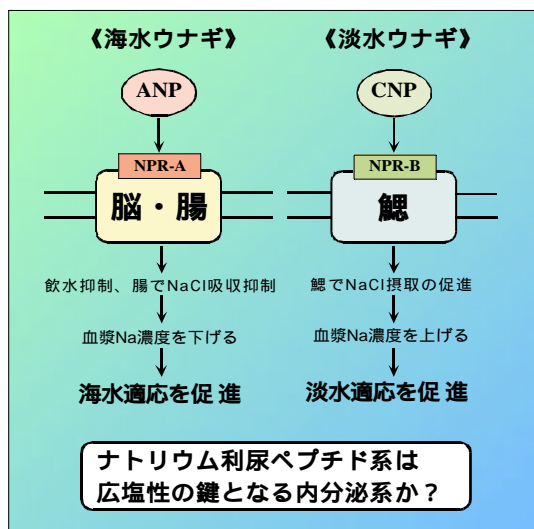 《海水ウナギ》
ANP
NPR-A
脳・腸
飲水抑制、腸でNaCl吸収抑制
血漿Na濃度を下げる
海水適応を促進
《淡水ウナギ》
CNP
NPR-B
鰓
鰓でNaCl摂取の促進
血漿Na濃度を上げる
淡水適応を促進
ナトリウム利尿ペプチド系は
広塩性の鍵となる内分泌系か？